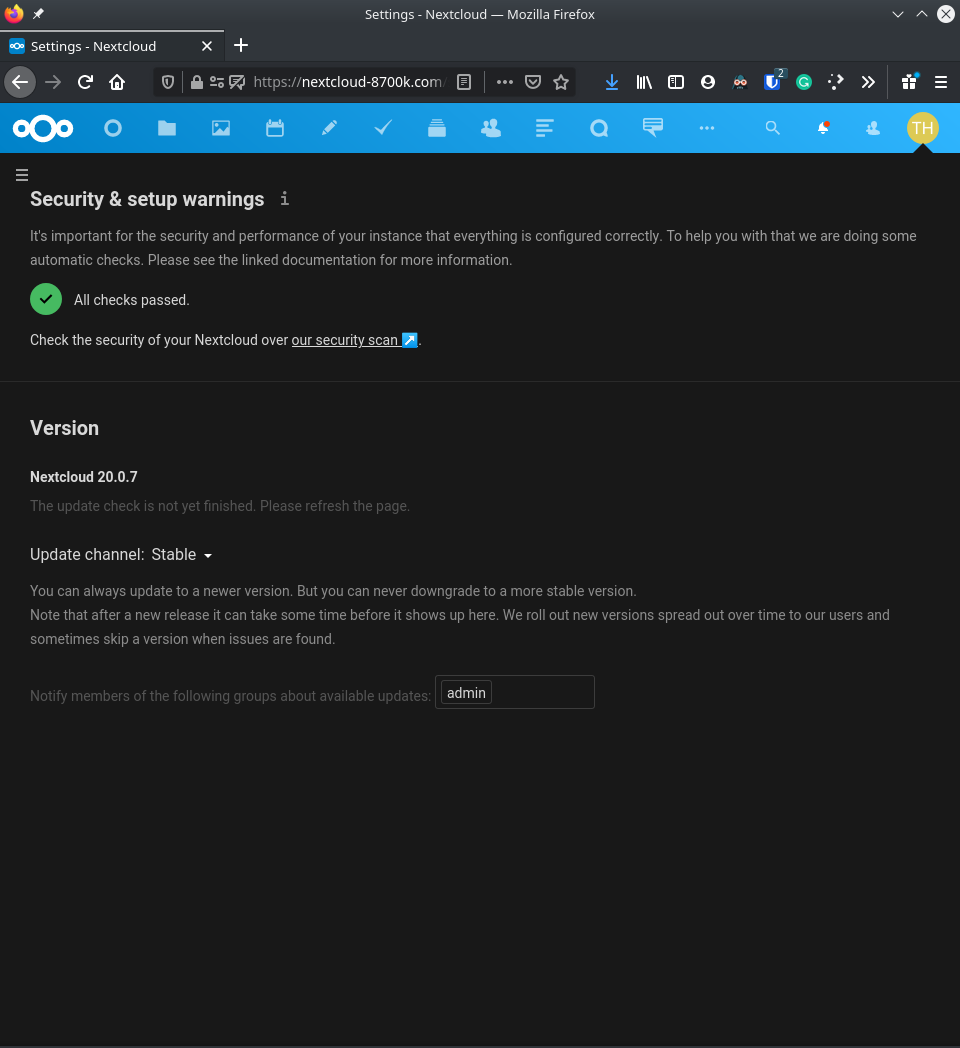 Settings - Nextcloud — Mozilla Firefox
Settings - Nextcloud
https://nextcloud-8700k.com/
2
TH
Security & setup warnings
It's important for the security and performance of your instance that everything is configured correctly. To help you with that we are doing some
automatic checks. Please see the linked documentation for more information.
All checks passed.
Check the security of your Nextcloud over our security scan ↗.
Version
Nextcloud 20.0.7
The update check is not yet finished. Please refresh the page.
Update channel: Stable
You can always update to a newer version. But you can never downgrade to a more stable version.
Note that after a new release it can take some time before it shows up here. We roll out new versions spread out over time to our users and
sometimes skip a version when issues are found.
Notify members of the following groups about available updates: admin